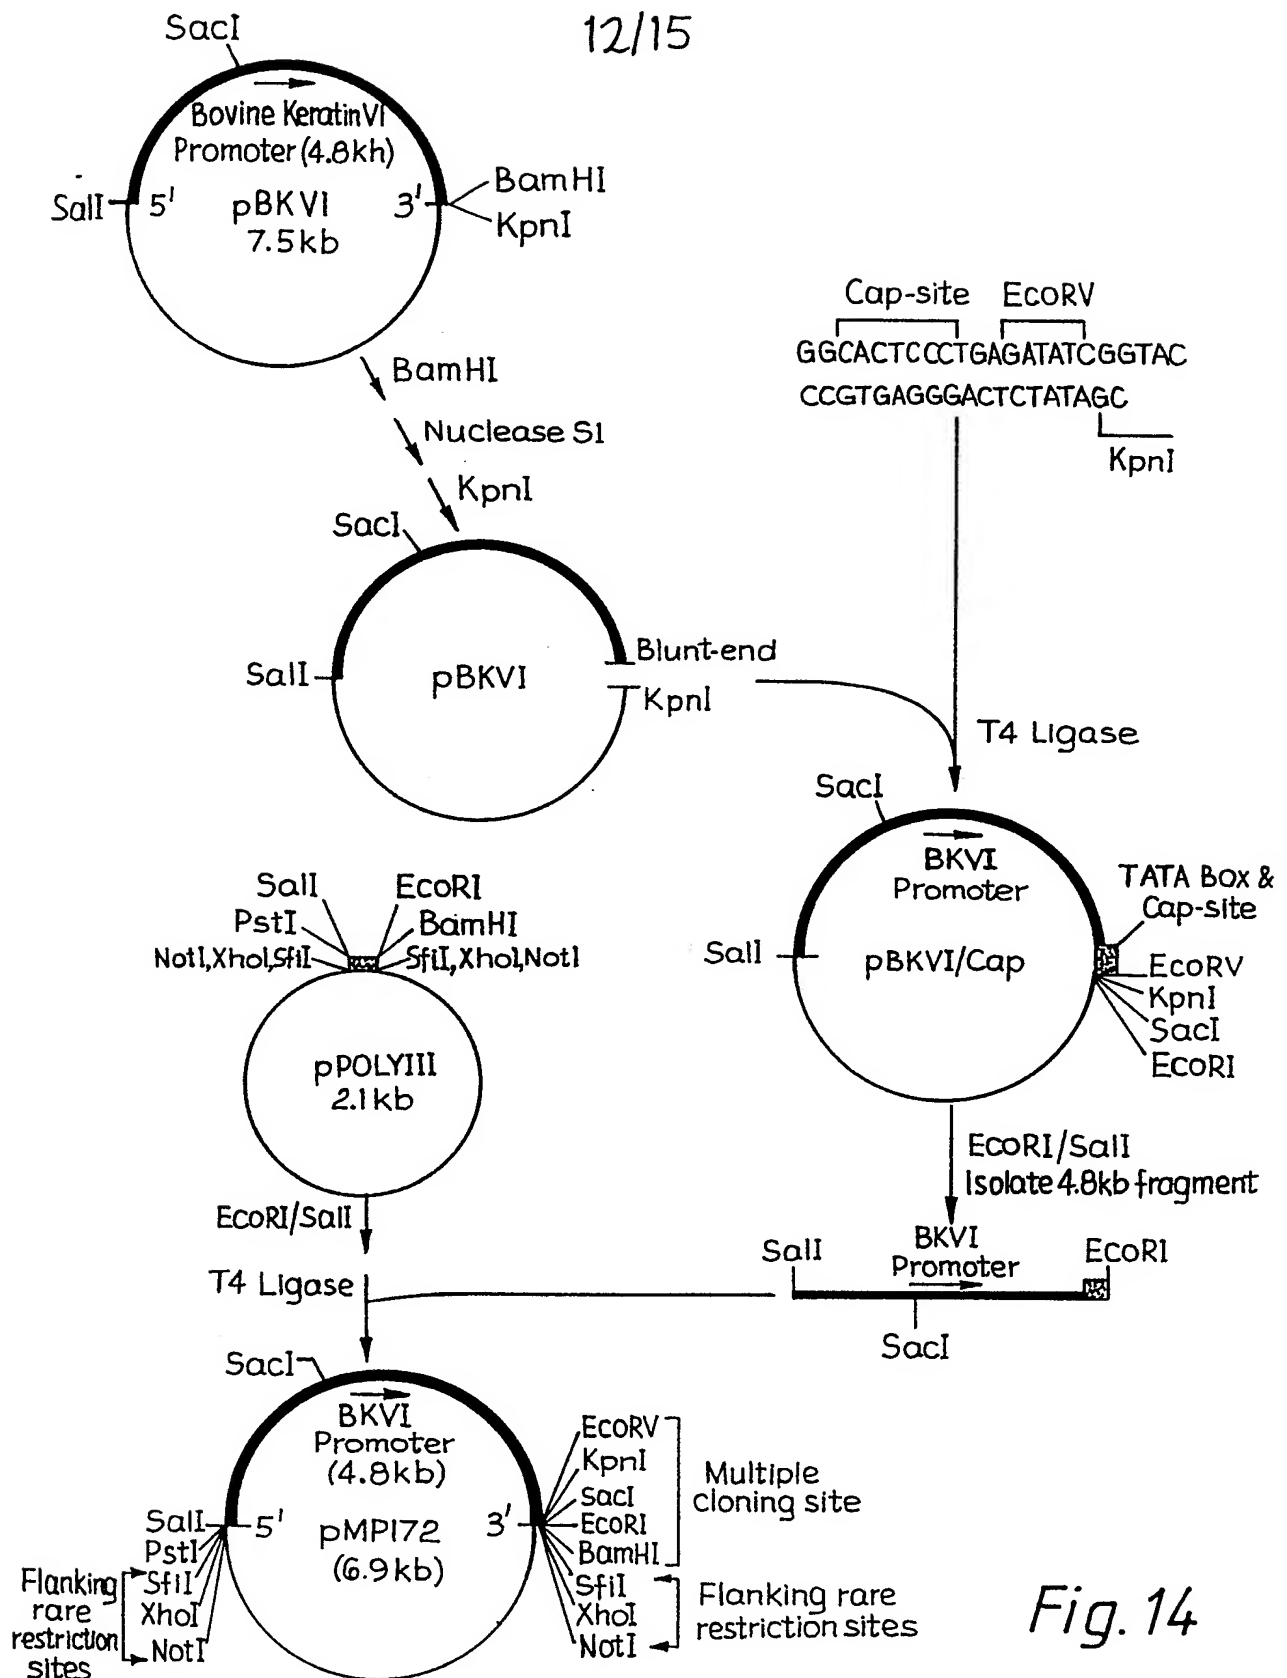 12/15
SacI
Bovine Keratin VI
Promoter (4.8kh)
SalI
5'
pBKVI
7.5kb
3'
BamHI
KpnI
BamHI
Nuclease S1
KpnI
Cap-site
EcoRV
GGCACTCCCTGAGATATCGGTAC
CCGTGAGGGACTCTATAGC
KpnI
SacI
SalI
pBKVI
Blunt-end
KpnI
T4 Ligase
SacI
BKVI
Promoter
TATA Box &
Cap-site
SalI
pBKVI/Cap
EcoRV
KpnI
SacI
EcoRI
SalI
EcoRI
PstI
BamHI
NotI,XhoI,SfiI
SfiI,XhoI,NotI
pPOLYIII
2.1kb
EcoRI/SalI
Isolate 4.8kb fragment
EcoRI/SalI
T4 Ligase
SalI
BKVI
Promoter
EcoRI
SacI
SacI
BKVI
Promoter
(4.8kb)
SalI
5'
pMP172
(6.9kb)
3'
EcoRV
KpnI
SacI
EcoRI
BamHI
Multiple
cloning site
PstI
SfiI
XhoI
NotI
Flanking
rare
restriction
sites
SfiI
XhoI
NotI
Flanking rare
restriction sites
Fig. 14